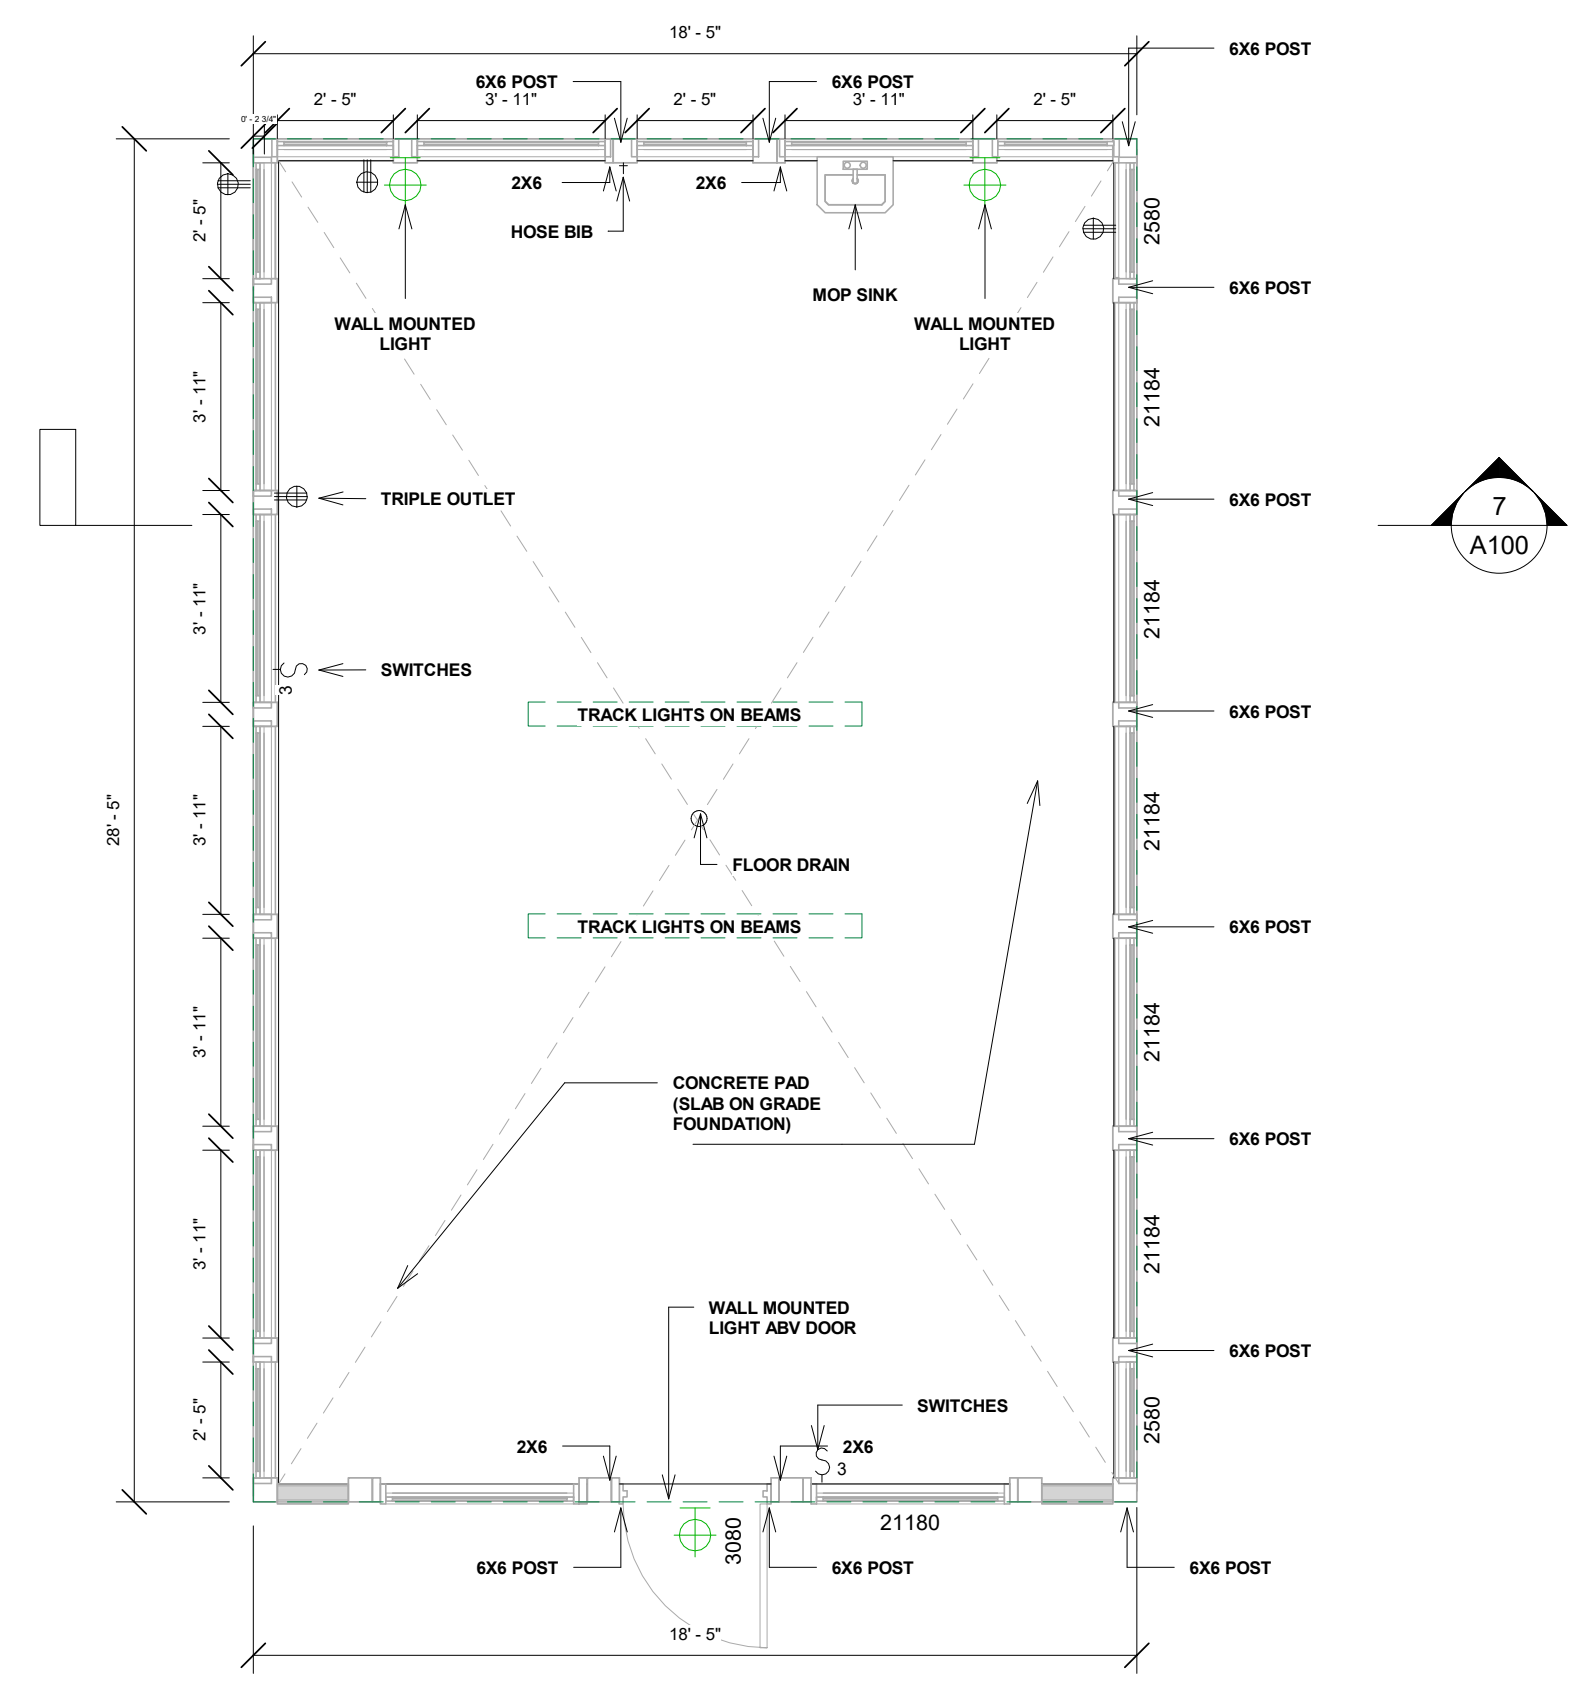 18' - 5"
6X6 POST
6X6 POST
6X6 POST
2' - 5"
3' - 11"
2' - 5"
3' - 11"
2' - 5"
0' - 2 3/4"
2X6
2X6
HOSE BIB
MOP SINK
WALL MOUNTED
LIGHT
WALL MOUNTED
LIGHT
2' - 5"
2580
6X6 POST
3' - 11"
21184
TRIPLE OUTLET
6X6 POST
7
A100
3' - 11"
21184
SWITCHES
3
TRACK LIGHTS ON BEAMS
6X6 POST
28' - 5"
3' - 11"
21184
FLOOR DRAIN
TRACK LIGHTS ON BEAMS
6X6 POST
3' - 11"
21184
CONCRETE PAD
(SLAB ON GRADE
FOUNDATION)
6X6 POST
3' - 11"
21184
WALL MOUNTED
LIGHT ABV DOOR
6X6 POST
2' - 5"
2580
SWITCHES
2X6
2X6
3
3080
21180
6X6 POST
6X6 POST
6X6 POST
18' - 5"